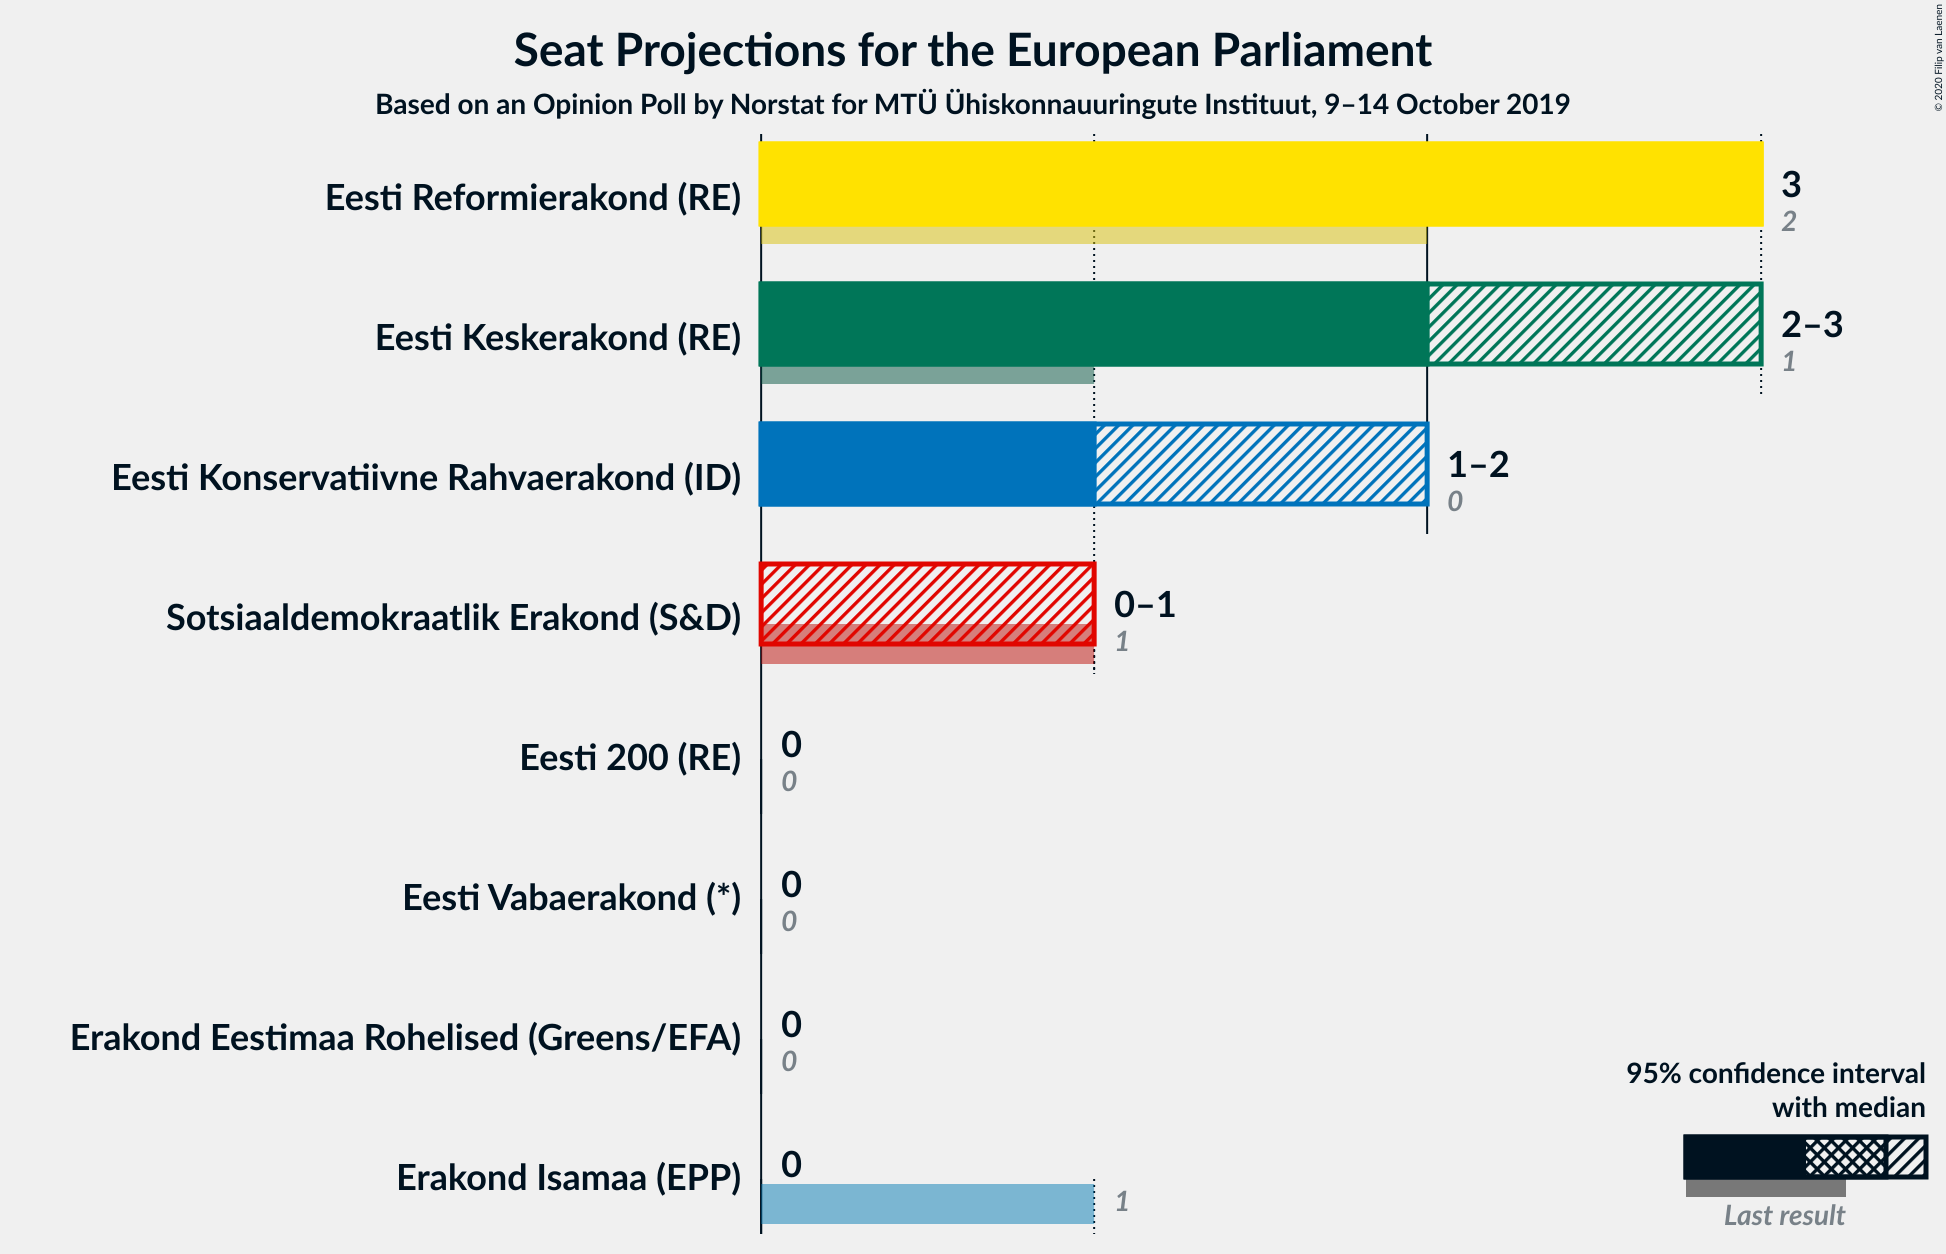 Seat Projections for the European Parliament
Based on an Opinion Poll by Norstat for MTÜ Ühiskonnauuringute Instituut, 9–14 October 2019
© 2020 Filip van Laenen
Eesti Reformierakond (RE)
3
2
Eesti Keskerakond (RE)
2–3
1
Eesti Konservatiivne Rahvaerakond (ID)
1–2
0
Sotsiaaldemokraatlik Erakond (S&D)
0–1
1
Eesti 200 (RE)
0
0
Eesti Vabaerakond (*)
0
0
Erakond Eestimaa Rohelised (Greens/EFA)
0
0
Erakond Isamaa (EPP)
0
1
95% confidence interval
with median
Last result